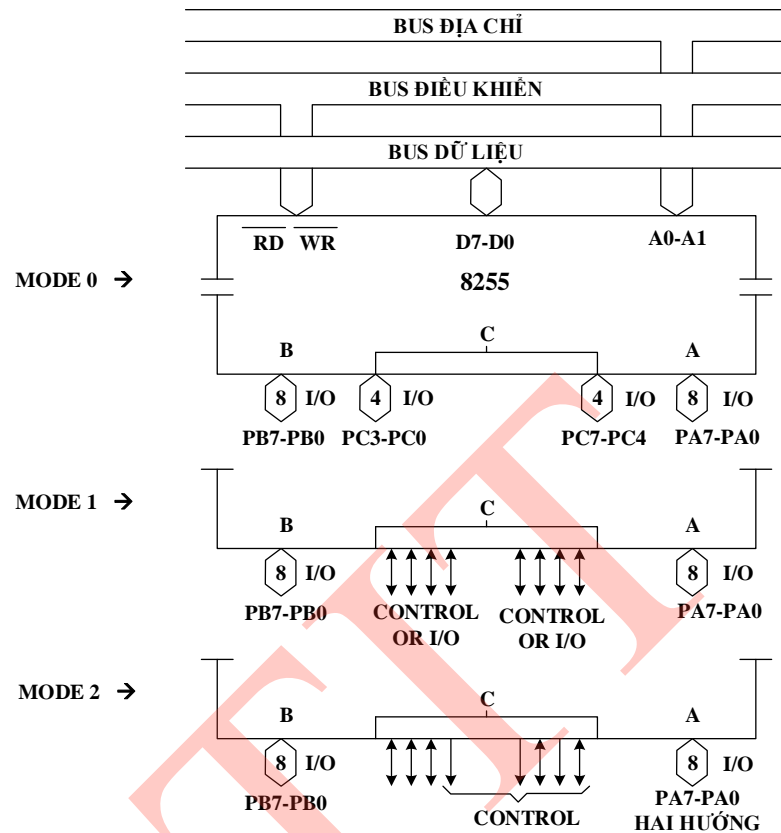 BUS ĐỊA CHỈ
BUS ĐIỀU KHIỂN
BUS DỮ LIỆU
RD WR D7-D0 A0-A1
MODE 0 → 8255
B C A
8 I/O 4 I/O 4 I/O 8 I/O
PB7-PB0 PC3-PC0 PC7-PC4 PA7-PA0
MODE 1 →
B C A
8 I/O 8 I/O
PB7-PB0 CONTROL CONTROL PA7-PA0
OR I/O OR I/O
MODE 2 →
B C A
8 I/O 8 I/O
PB7-PB0 CONTROL PA7-PA0
HAI HƯỚNG
TIT